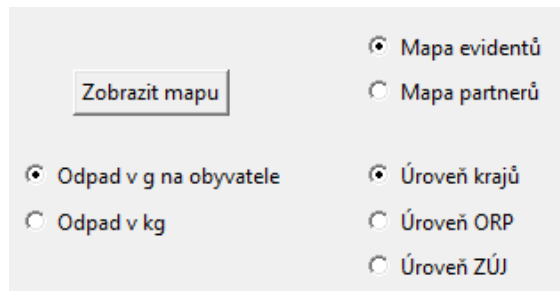 Mapa evidentů
Zobrazit mapu
Mapa partnerů
Odpad v g na obyvatele
Úroveň krajů
Odpad v kg
Úroveň ORP
Úroveň ZÚJ